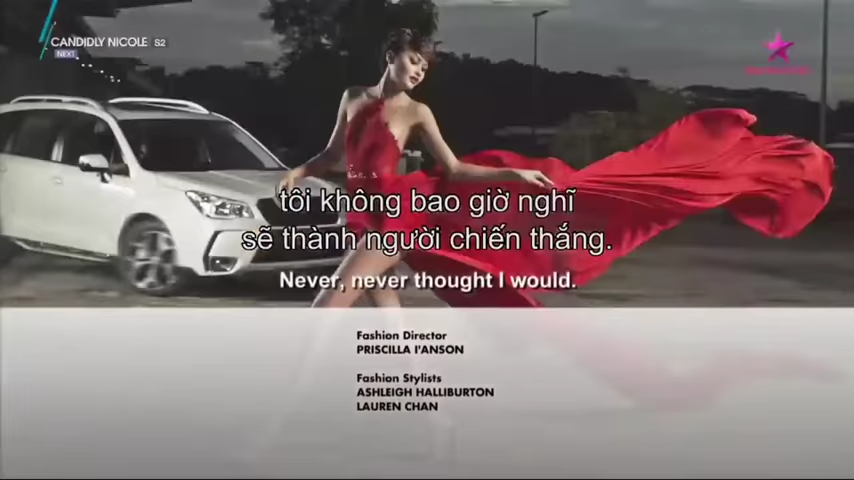 CANDIDLY NICOLE S2
NEXT
tôi không bao giờ nghĩ
sẽ thành người chiến thắng.
Never, never thought I would.
Fashion Director
PRISCILLA I'ANSON
Fashion Stylists
ASHLEIGH HALLIBURTON
LAUREN CHAN